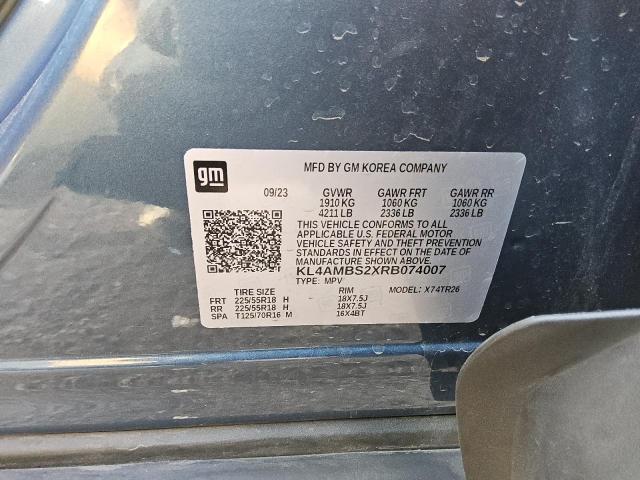 gm
MFD BY GM KOREA COMPANY
09/23 GVWR GAWR FRT GAWR RR
1910 KG 1060 KG 1060 KG
4211 LB 2336 LB 2336 LB
THIS VEHICLE CONFORMS TO ALL
APPLICABLE U.S. FEDERAL MOTOR
VEHICLE SAFETY AND THEFT PREVENTION
STANDARDS IN EFFECT ON THE DATE OF
MANUFACTURE SHOWN ABOVE.
KL4AMBS2XRB074007
TYPE: MPV MODEL: X74TR26
TIRE SIZE RIM
FRT 225/55R18 H 18X7.5J
RR 225/55R18 H 18X7.5J
SPA T125/70R16 M 16X4BT